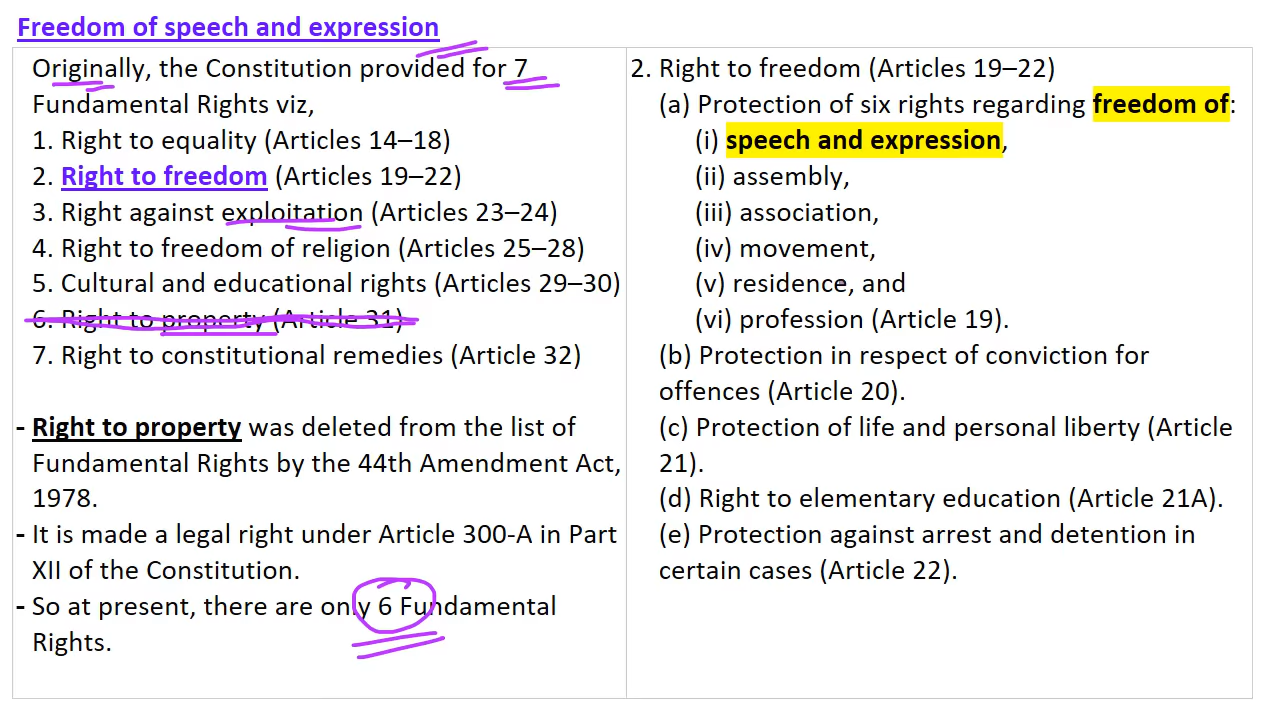 Freedom of speech and expression
Originally, the Constitution provided for 7
Fundamental Rights viz,
1. Right to equality (Articles 14–18)
2. Right to freedom (Articles 19–22)
3. Right against exploitation (Articles 23–24)
4. Right to freedom of religion (Articles 25–28)
5. Cultural and educational rights (Articles 29–30)
6. Right to property (Article 31)
7. Right to constitutional remedies (Article 32)
- Right to property was deleted from the list of
Fundamental Rights by the 44th Amendment Act,
1978.
- It is made a legal right under Article 300-A in Part
XII of the Constitution.
- So at present, there are only 6 Fundamental
Rights.
2. Right to freedom (Articles 19–22)
(a) Protection of six rights regarding freedom of:
(i) speech and expression,
(ii) assembly,
(iii) association,
(iv) movement,
(v) residence, and
(vi) profession (Article 19).
(b) Protection in respect of conviction for
offences (Article 20).
(c) Protection of life and personal liberty (Article
21).
(d) Right to elementary education (Article 21A).
(e) Protection against arrest and detention in
certain cases (Article 22).